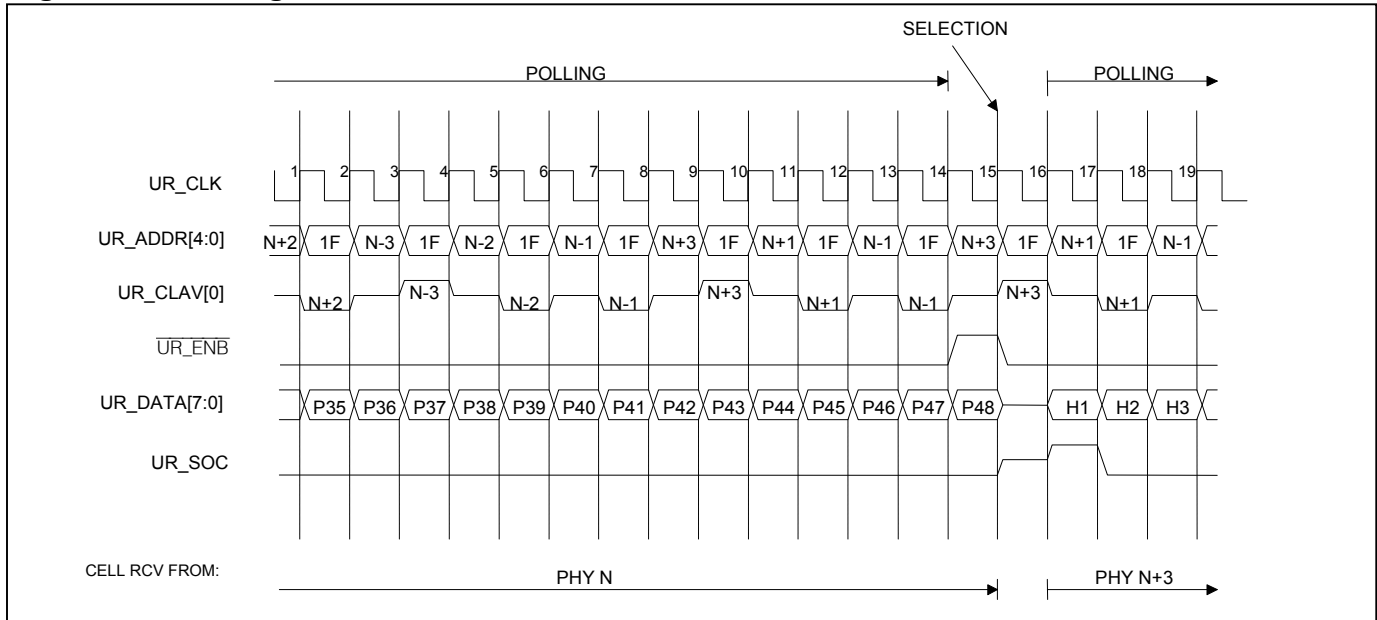 SELECTION
POLLING POLLING
1 2 3 4 5 6 7 8 9 10 11 12 13 14 15 16 17 18 19
UR_CLK
UR_ADDR[4:0] N+2 1F N-3 1F N-2 1F N-1 1F N+3 1F N+1 1F N-1 1F N+3 1F N+1 1F N-1
UR_CLAV[0] N+2 N-3 N-2 N-1 N+3 N+1 N-1 N+3 N+1
UR_ENB
UR_DATA[7:0] P35 P36 P37 P38 P39 P40 P41 P42 P43 P44 P45 P46 P47 P48 H1 H2 H3
UR_SOC
CELL RCV FROM: PHY N PHY N+3